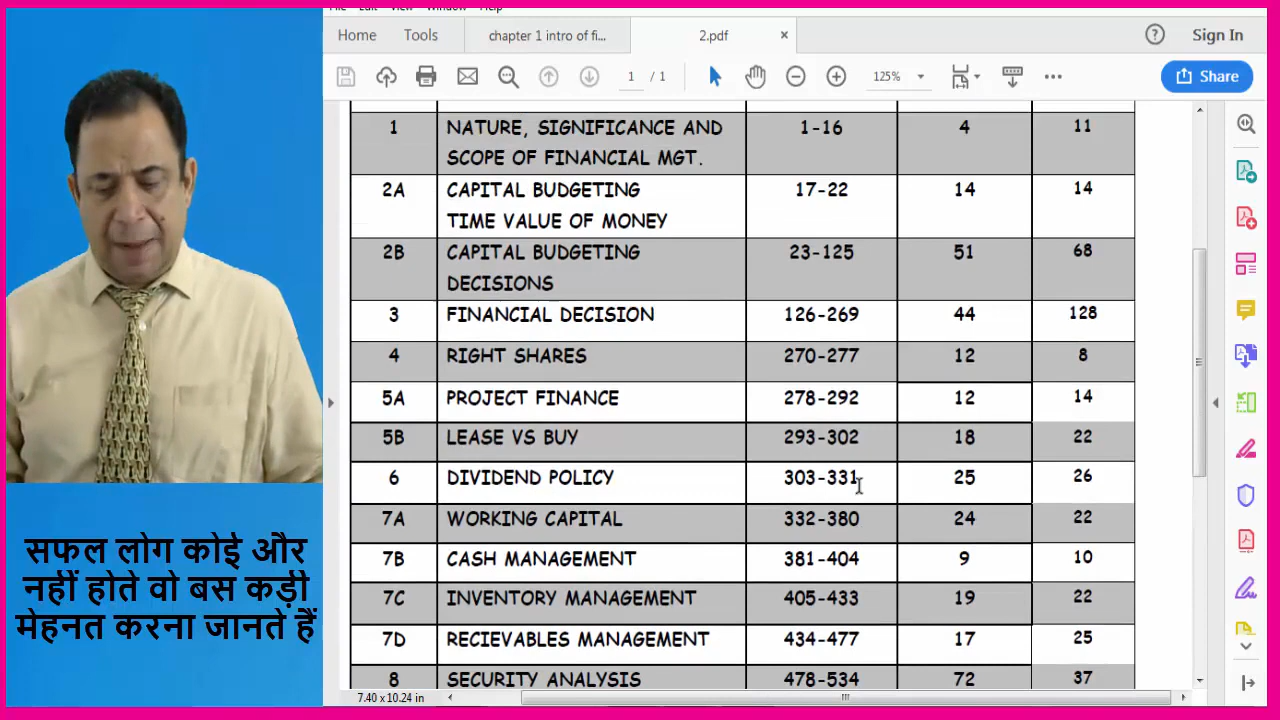 Home Tools chapter 1 intro of fi... 2.pdf × Sign In
1 / 1 125% Share
1 NATURE, SIGNIFICANCE AND 1-16 4 11
SCOPE OF FINANCIAL MGT.
2A CAPITAL BUDGETING 17-22 14 14
TIME VALUE OF MONEY
2B CAPITAL BUDGETING 23-125 51 68
DECISIONS
3 FINANCIAL DECISION 126-269 44 128
4 RIGHT SHARES 270-277 12 8
5A PROJECT FINANCE 278-292 12 14
5B LEASE VS BUY 293-302 18 22
6 DIVIDEND POLICY 303-331 25 26
7A WORKING CAPITAL 332-380 24 22
7B CASH MANAGEMENT 381-404 9 10
7C INVENTORY MANAGEMENT 405-433 19 22
7D RECIEVABLES MANAGEMENT 434-477 17 25
8 SECURITY ANALYSIS 478-534 72 37
7.40 x 10.24 in
सफल लोग कोई और
नहीं होते वो बस कड़ी
मेहनत करना जानते हैं